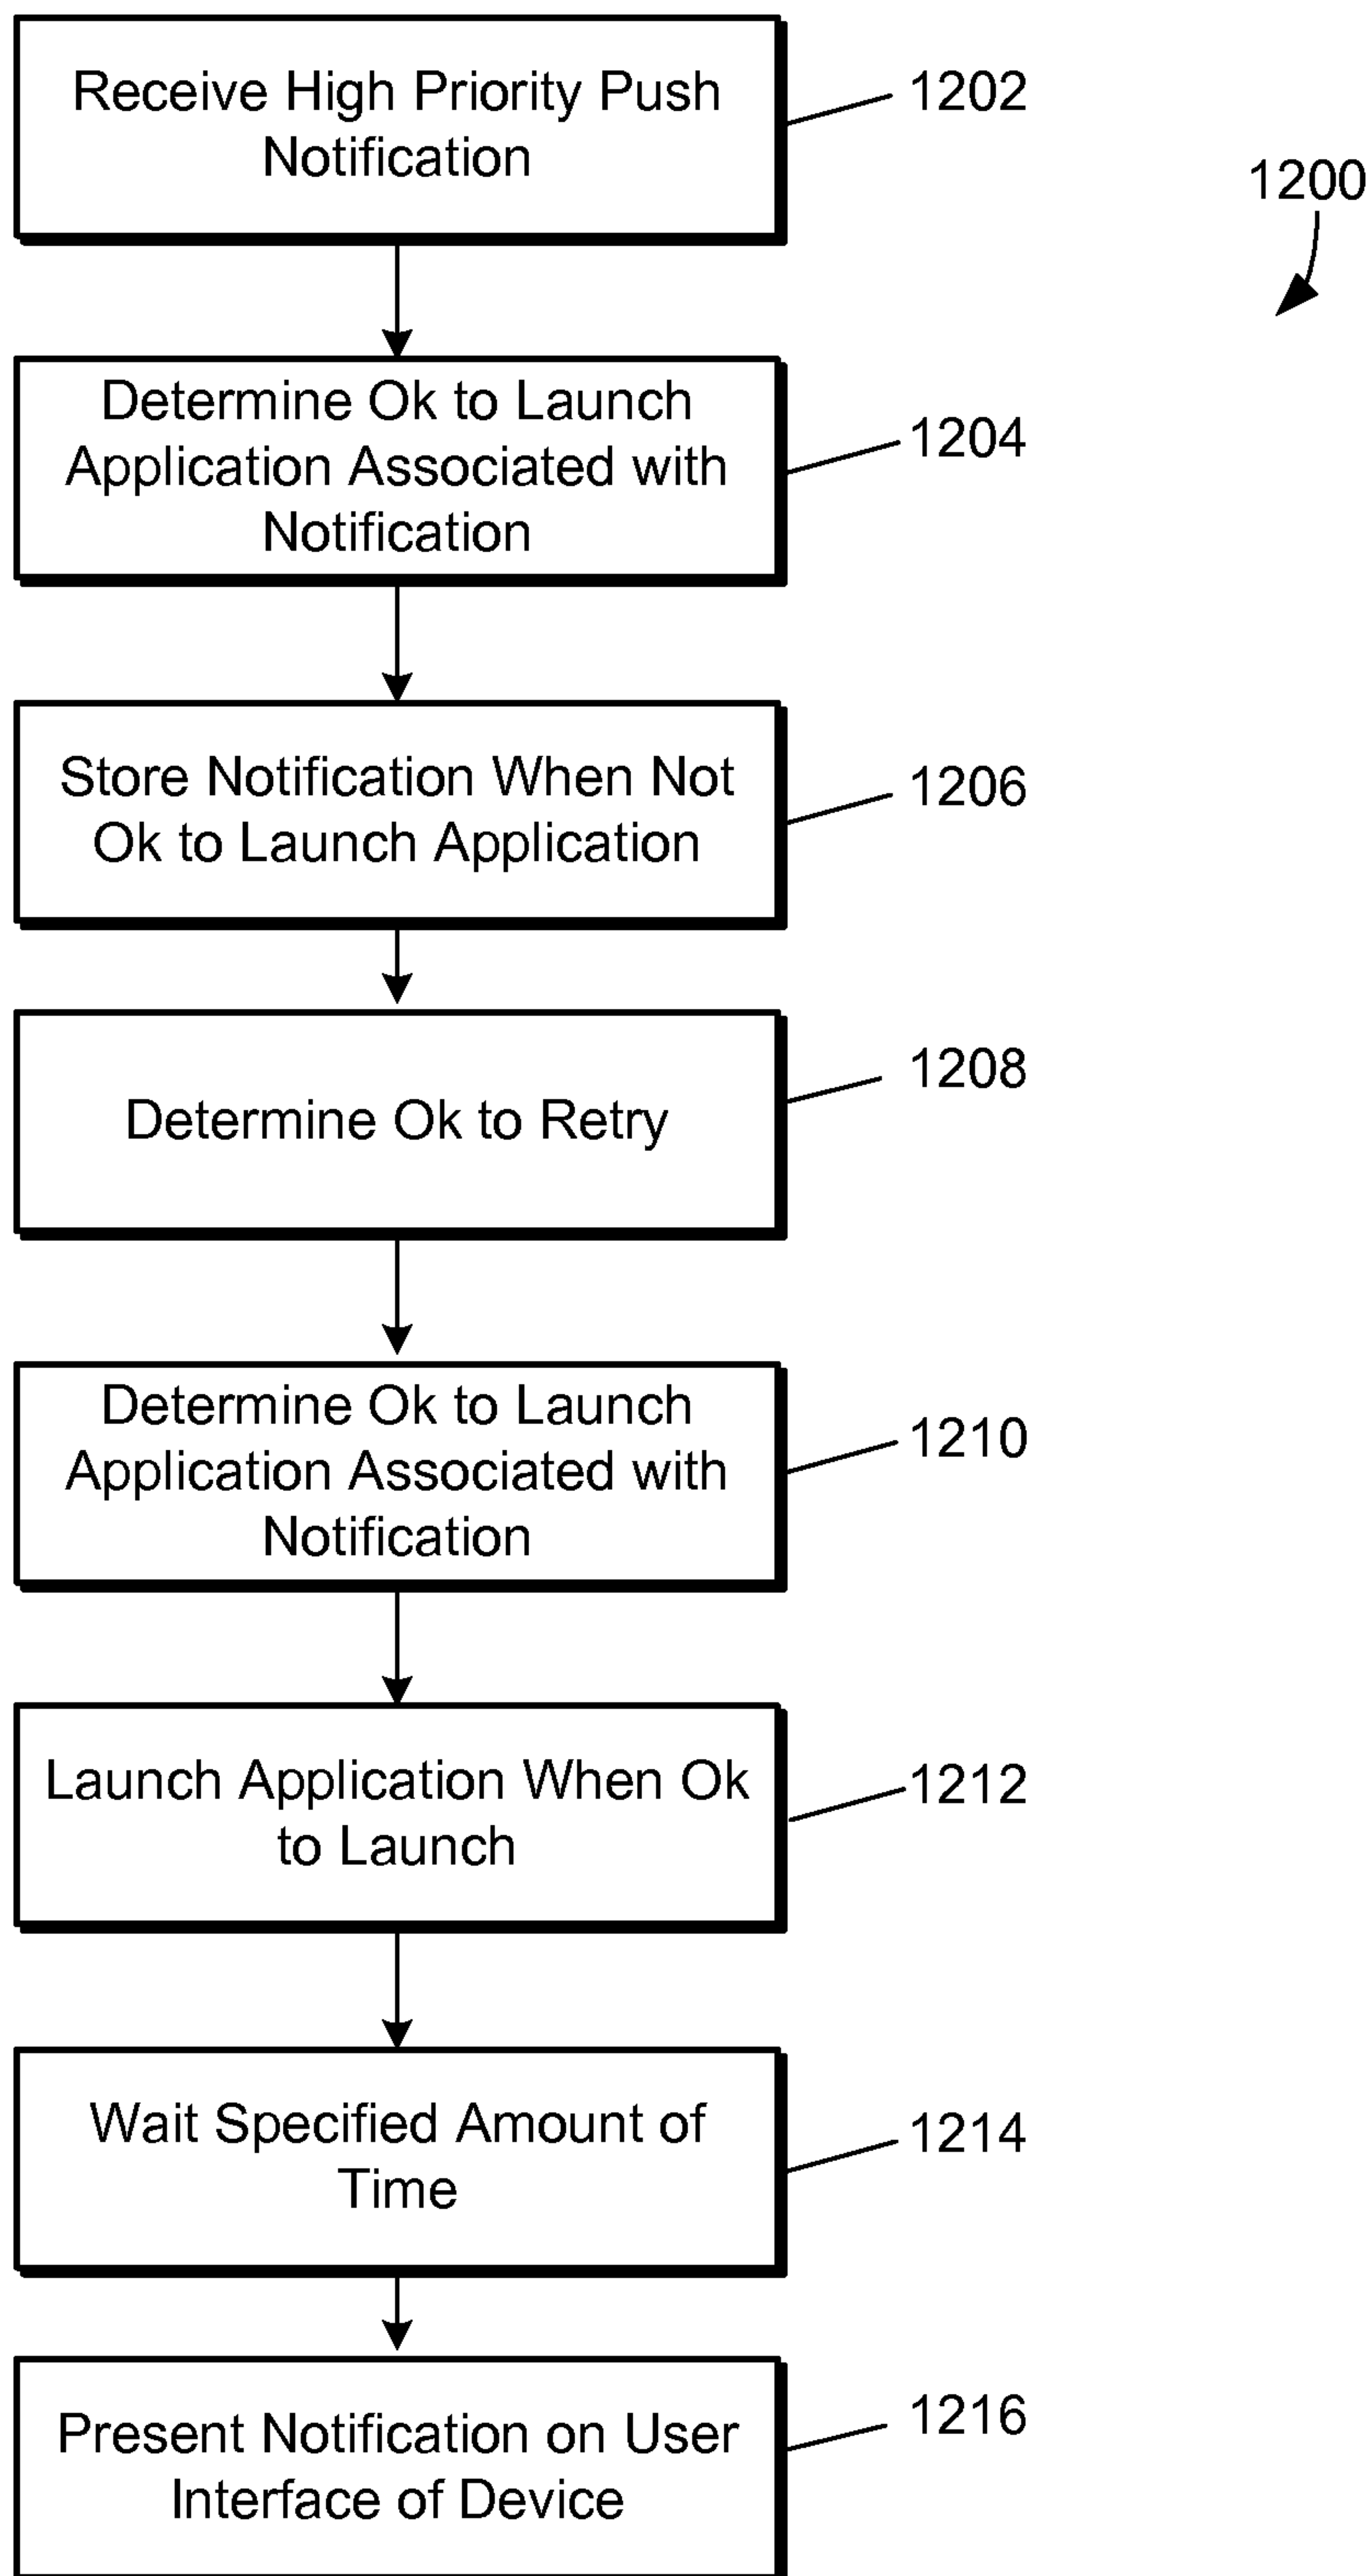 Receive High Priority Push
Notification
1202
1200
Determine Ok to Launch
Application Associated with
Notification
1204
Store Notification When Not
Ok to Launch Application
1206
Determine Ok to Retry
1208
Determine Ok to Launch
Application Associated with
Notification
1210
Launch Application When Ok
to Launch
1212
Wait Specified Amount of
Time
1214
Present Notification on User
Interface of Device
1216